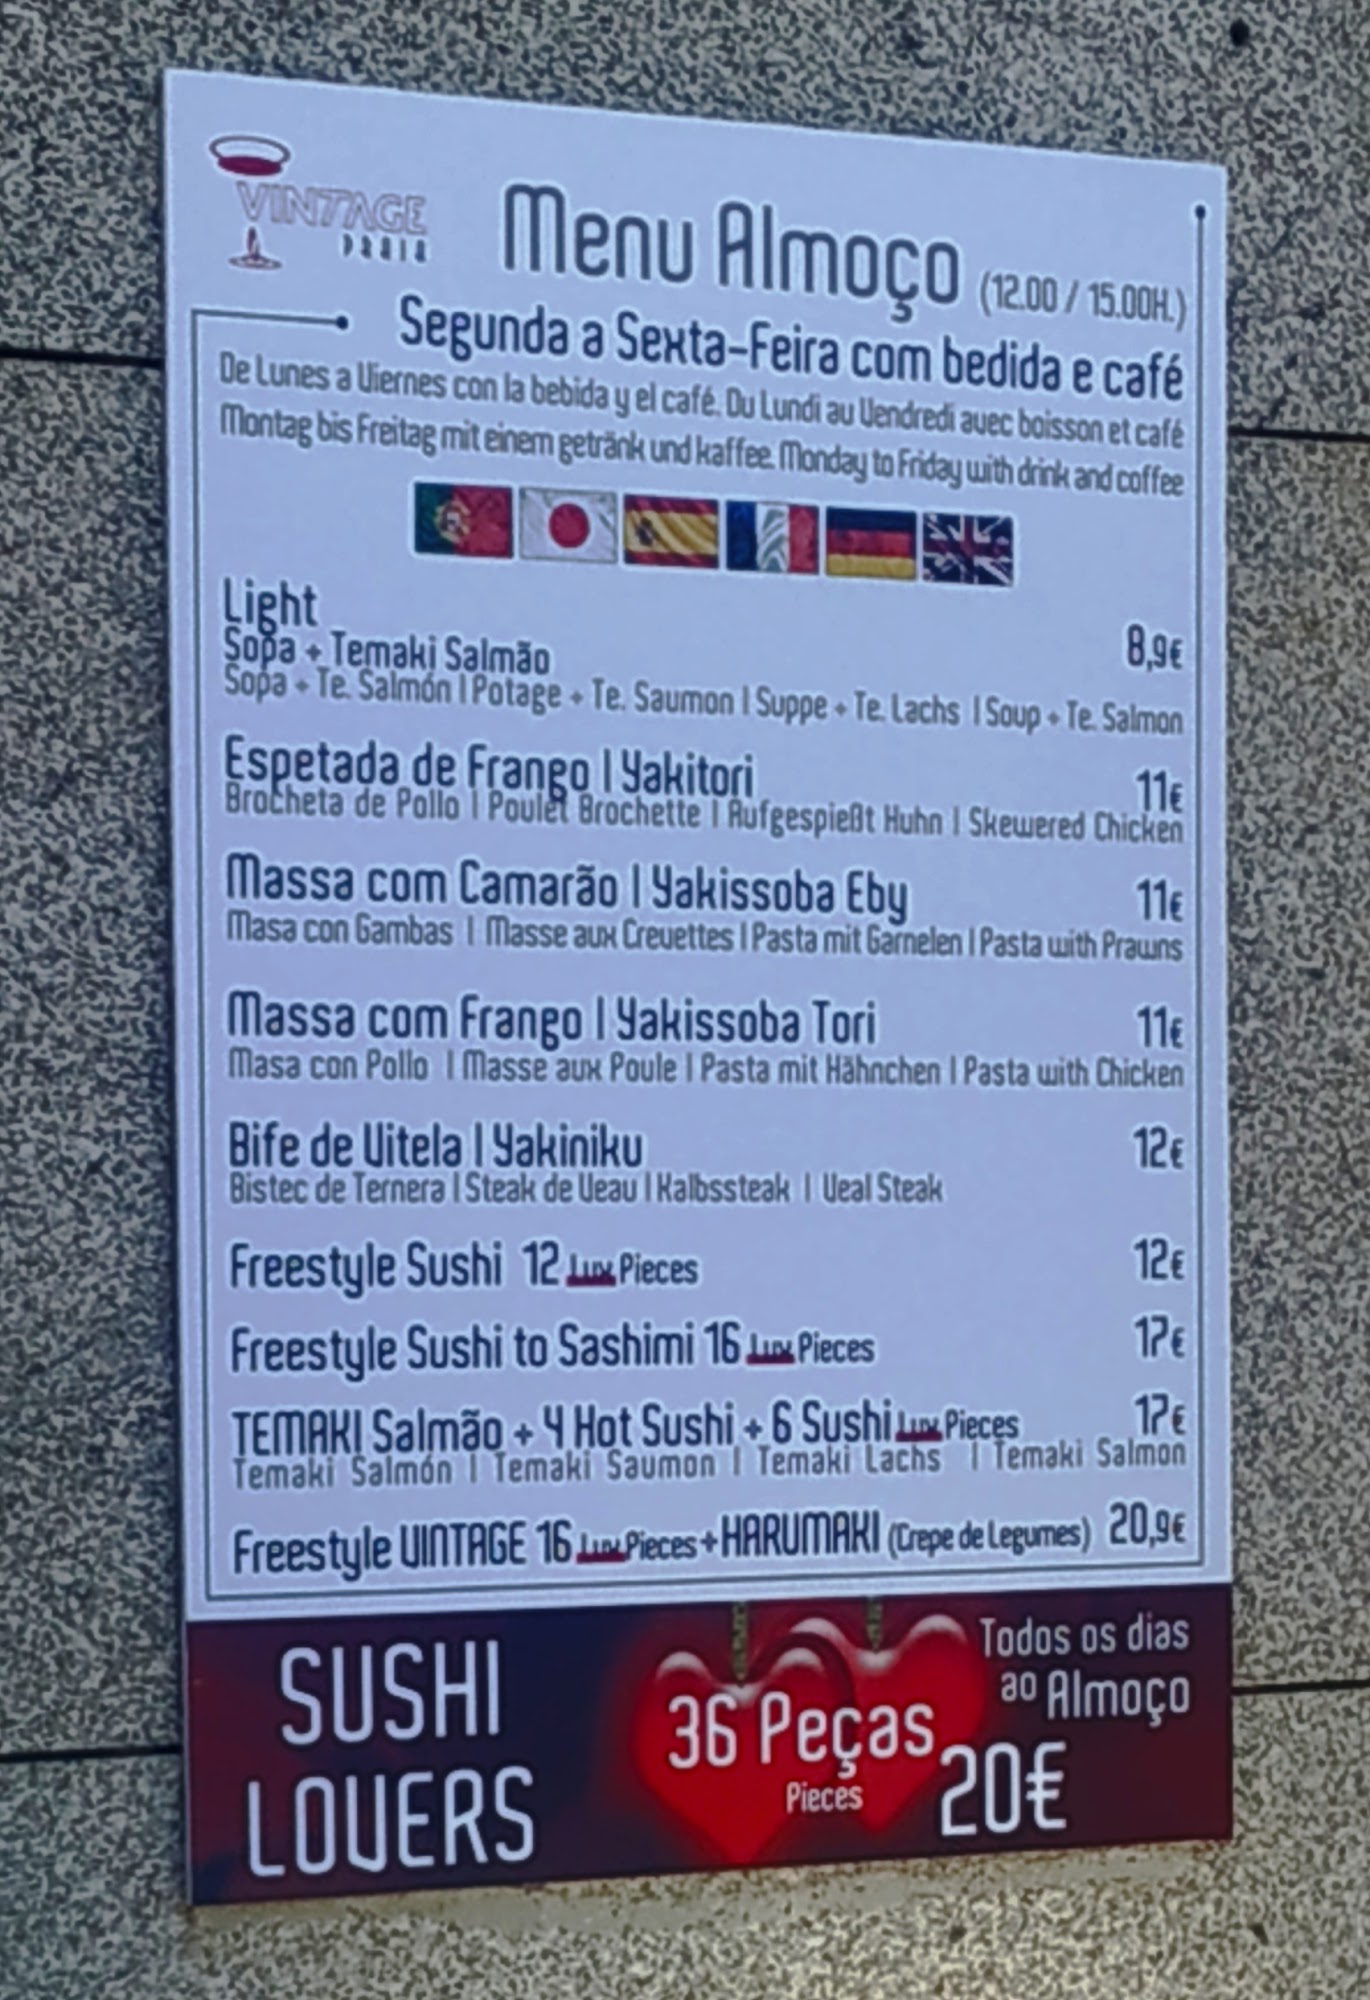 VINTAGE
PRAIA
Menu Almoço (12.00 / 15.00H.)
Segunda a Sexta-Feira com bedida e café
De Lunes a Viernes con la bebida y el café. Du Lundi au Vendredi avec boisson et café
Montag bis Freitag mit einem getränk und kaffee. Monday to Friday with drink and coffee
Light
Sopa + Temaki Salmão 8,9€
Sopa + Te. Salmón | Potage + Te. Saumon | Suppe + Te. Lachs | Soup + Te. Salmon
Espetada de Frango | Yakitori 11€
Brocheta de Pollo | Poulet Brochette | Aufgespießt Huhn | Skewered Chicken
Massa com Camarão | Yakissoba Eby 11€
Masa con Gambas | Masse aux Crevettes | Pasta mit Garnelen | Pasta with Prawns
Massa com Frango | Yakissoba Tori 11€
Masa con Pollo | Masse aux Poule | Pasta mit Hähnchen | Pasta with Chicken
Bife de Vitela | Yakiniku 12€
Bistec de Ternera | Steak de Veau | Kalbssteak | Veal Steak
Freestyle Sushi 12 Lux Pieces 12€
Freestyle Sushi to Sashimi 16 Lux Pieces 17€
TEMAKI Salmão + 4 Hot Sushi + 6 Sushi Lux Pieces 17€
Temaki Salmón | Temaki Saumon | Temaki Lachs | Temaki Salmon
Freestyle VINTAGE 16 Lux Pieces + HARUMAKI (Crepe de Legumes) 20,9€
SUSHI
LOVERS
36 Peças
Pieces
Todos os dias
ao Almoço
20€